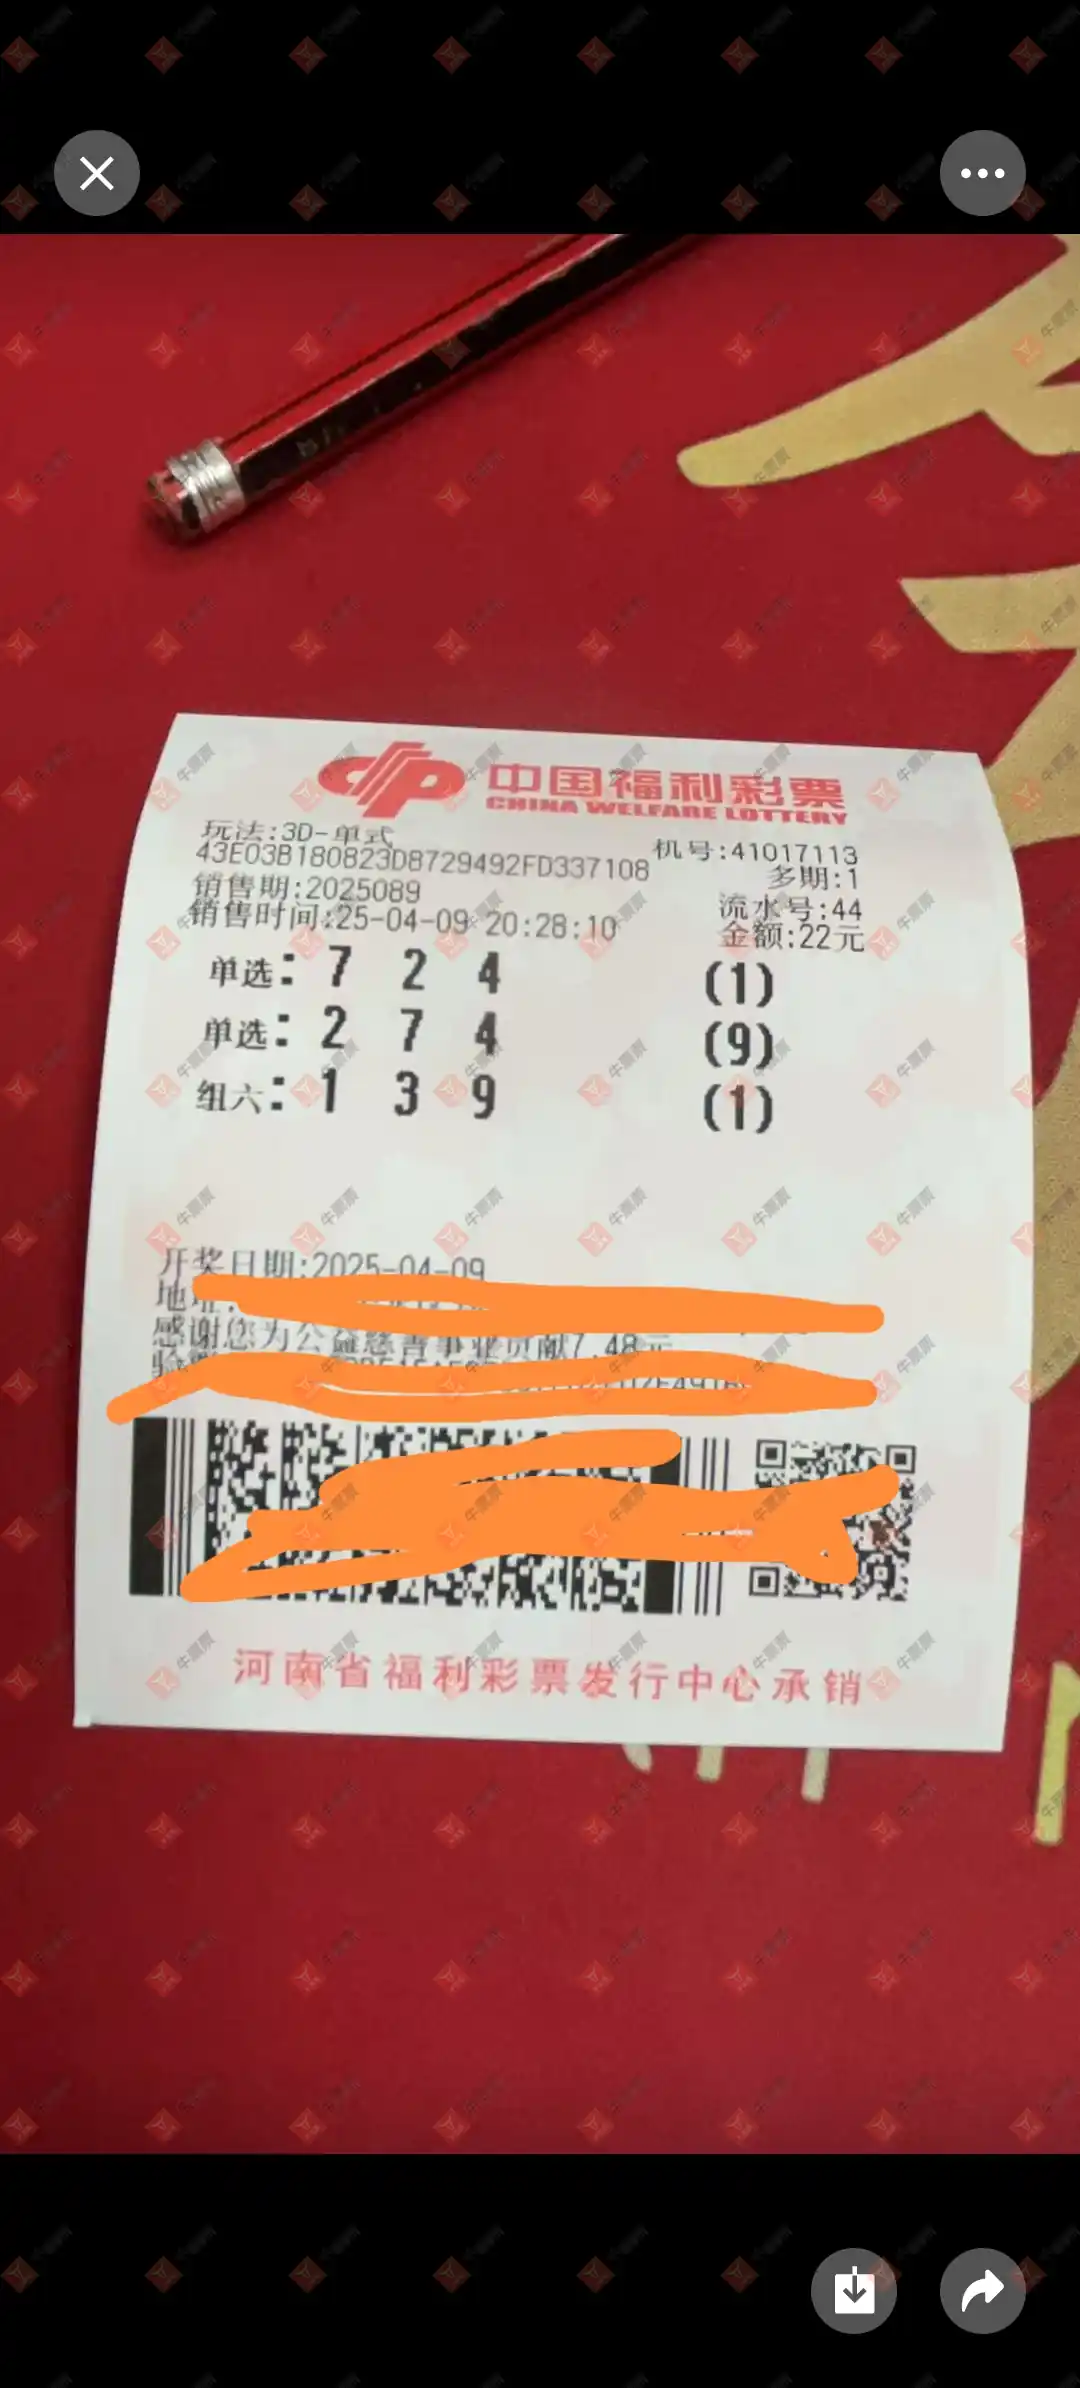 中国福利彩票
CHINA WELFARE LOTTERY
玩法:3D-单式
43E03B180823D8729492FD337108
机号:41017113
销售期:2025089
多期:1
销售时间:25-04-09 20:28:10
流水号:44
金额:22元
单选: 7 2 4 (1)
单选: 2 7 4 (9)
组六: 1 3 9 (1)
开奖日期:2025-04-09
地址:
感谢您为公益慈善事业贡献7.48元
河南省福利彩票发行中心承销
牛票票